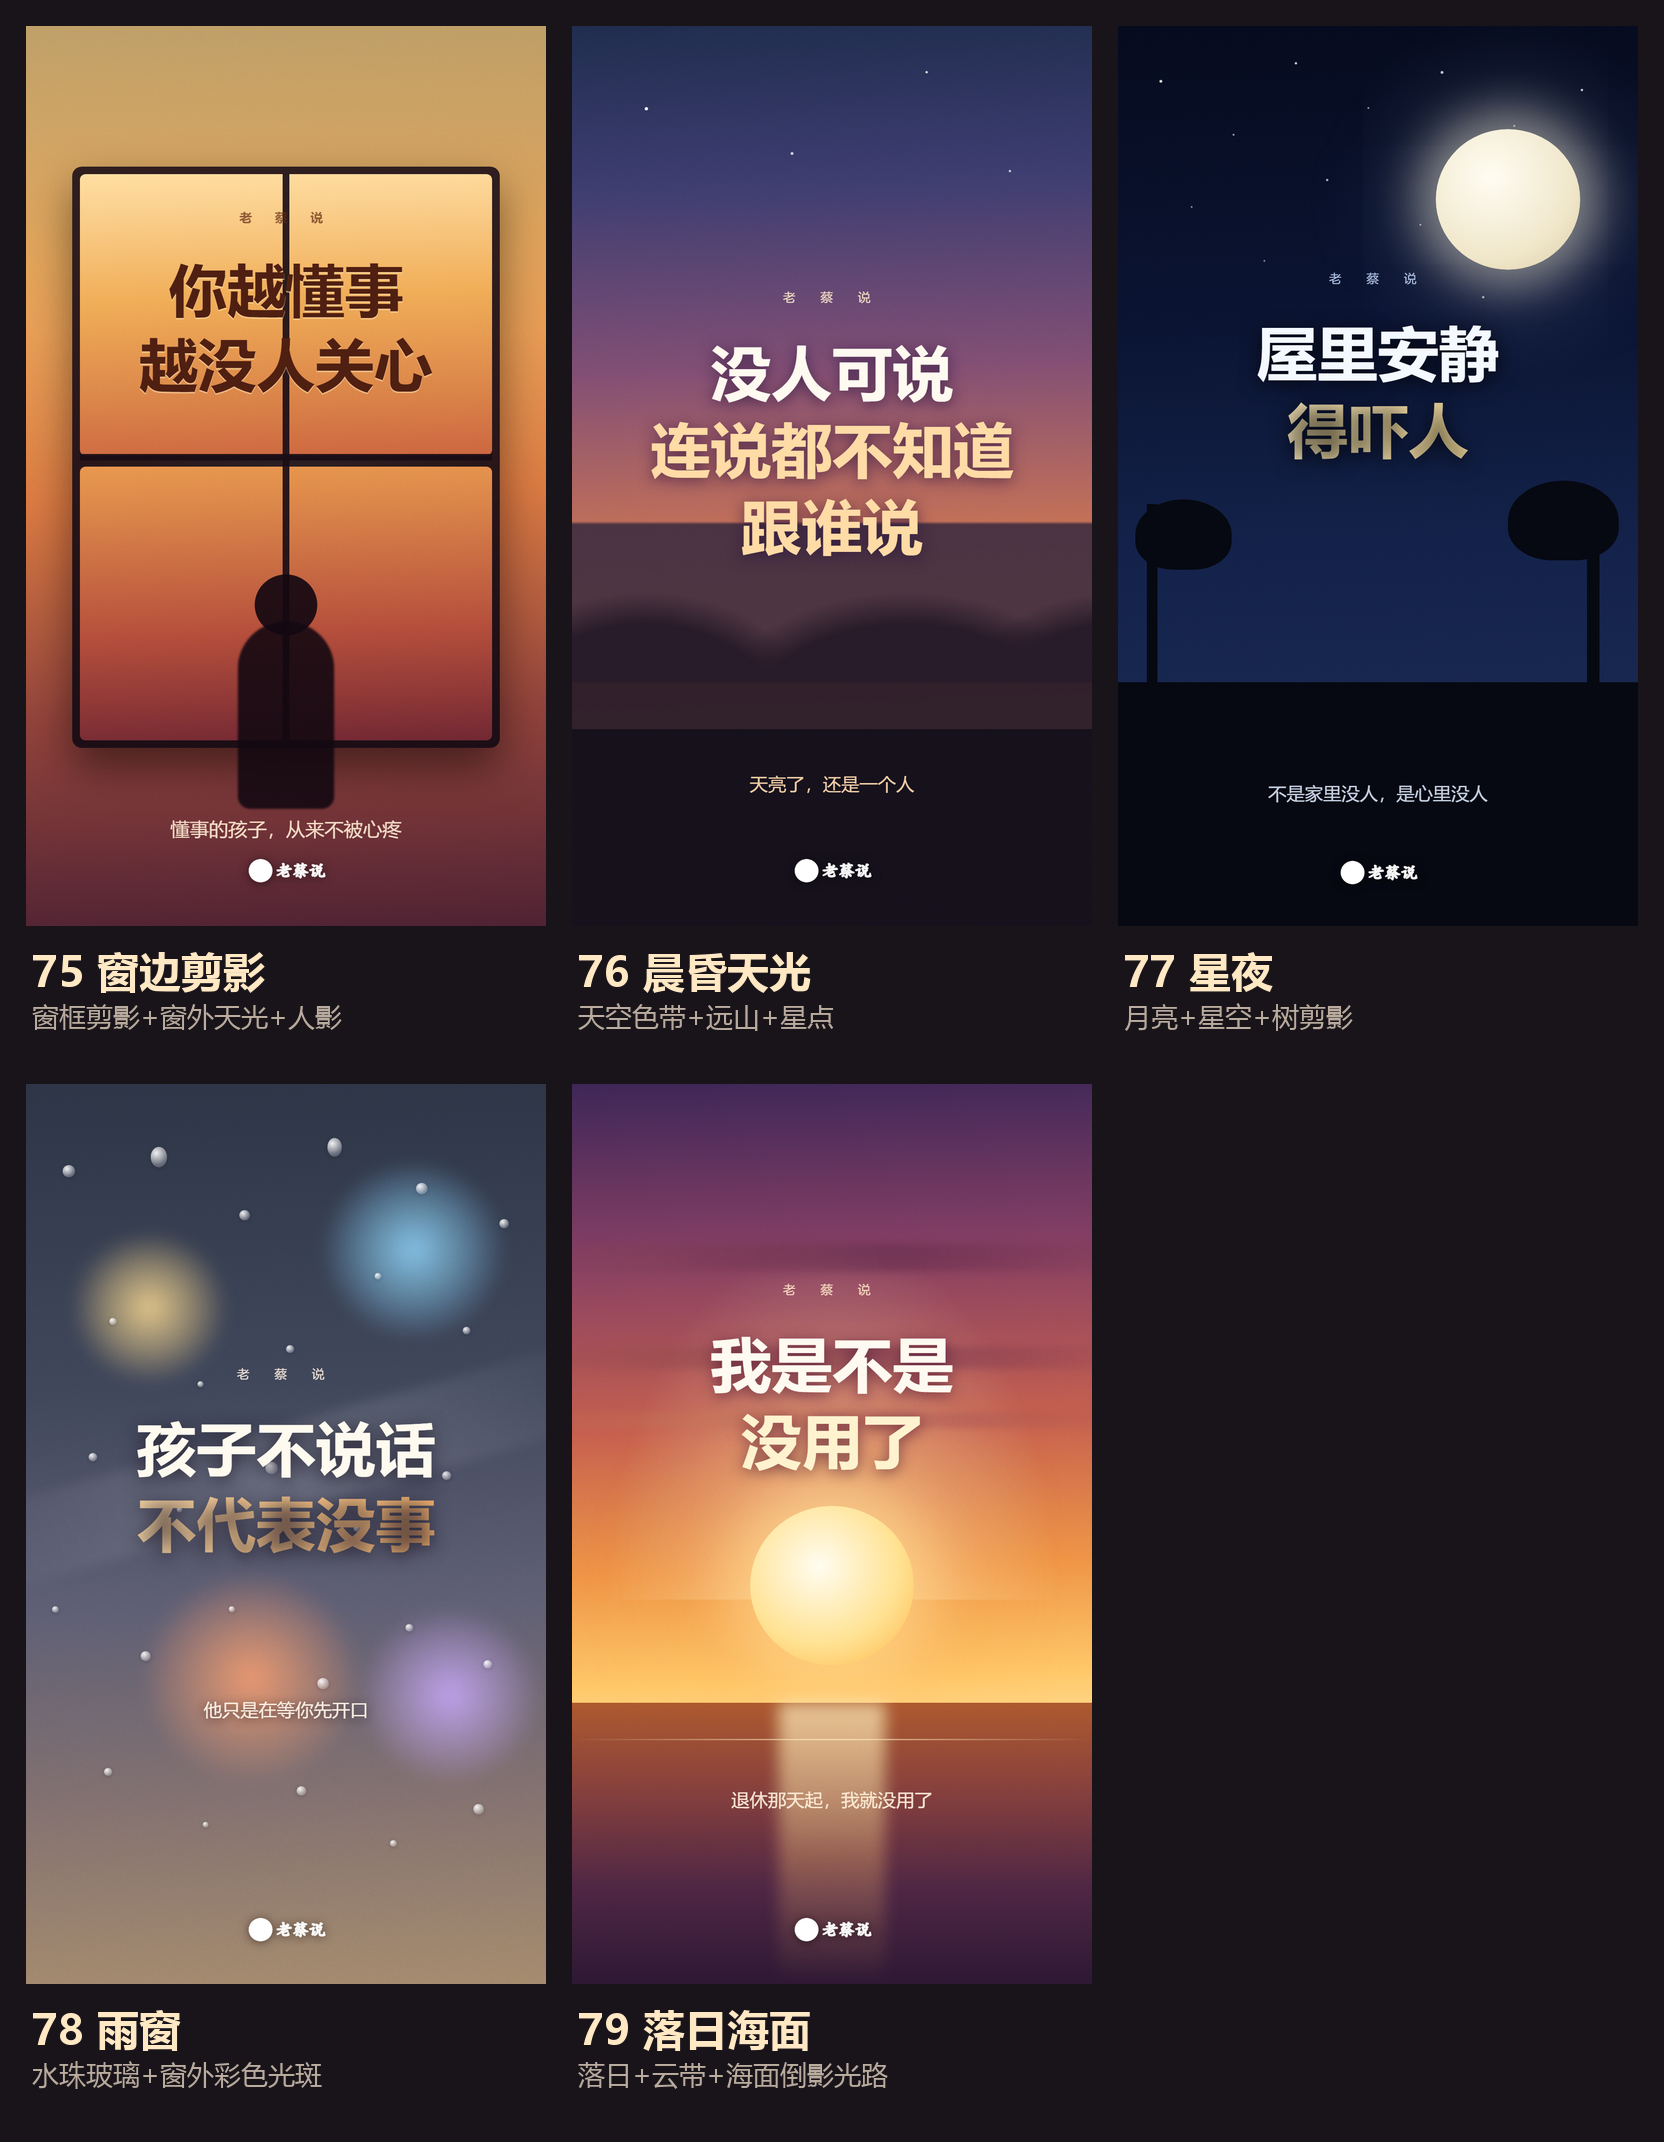 老 蔡 说
你越懂事
越没人关心
懂事的孩子，从来不被心疼
老蔡说
75 窗边剪影
窗框剪影+窗外天光+人影
老 蔡 说
没人可说
连说都不知道
跟谁说
天亮了，还是一个人
老蔡说
76 晨昏天光
天空色带+远山+星点
老 蔡 说
屋里安静
得吓人
不是家里没人，是心里没人
老蔡说
77 星夜
月亮+星空+树剪影
老 蔡 说
孩子不说话
不代表没事
他只是在等你先开口
老蔡说
78 雨窗
水珠玻璃+窗外彩色光斑
老 蔡 说
我是不是
没用了
退休那天起，我就没用了
老蔡说
79 落日海面
落日+云带+海面倒影光路